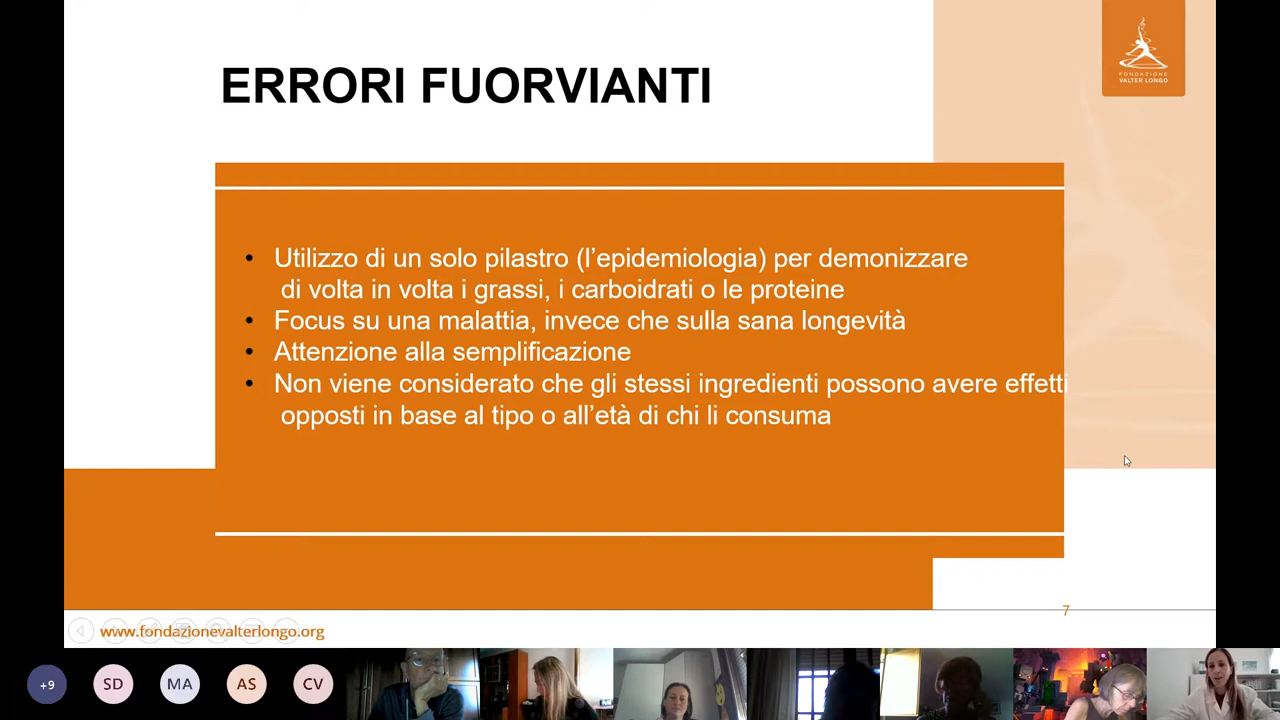 FONDAZIONE
VALTER LONGO
ERRORI FUORVIANTI
• Utilizzo di un solo pilastro (l’epidemiologia) per demonizzare
di volta in volta i grassi, i carboidrati o le proteine
• Focus su una malattia, invece che sulla sana longevità
• Attenzione alla semplificazione
• Non viene considerato che gli stessi ingredienti possono avere effetti
opposti in base al tipo o all’età di chi li consuma
7
www.fondazionevalterlongo.org
+9
SD
MA
AS
CV